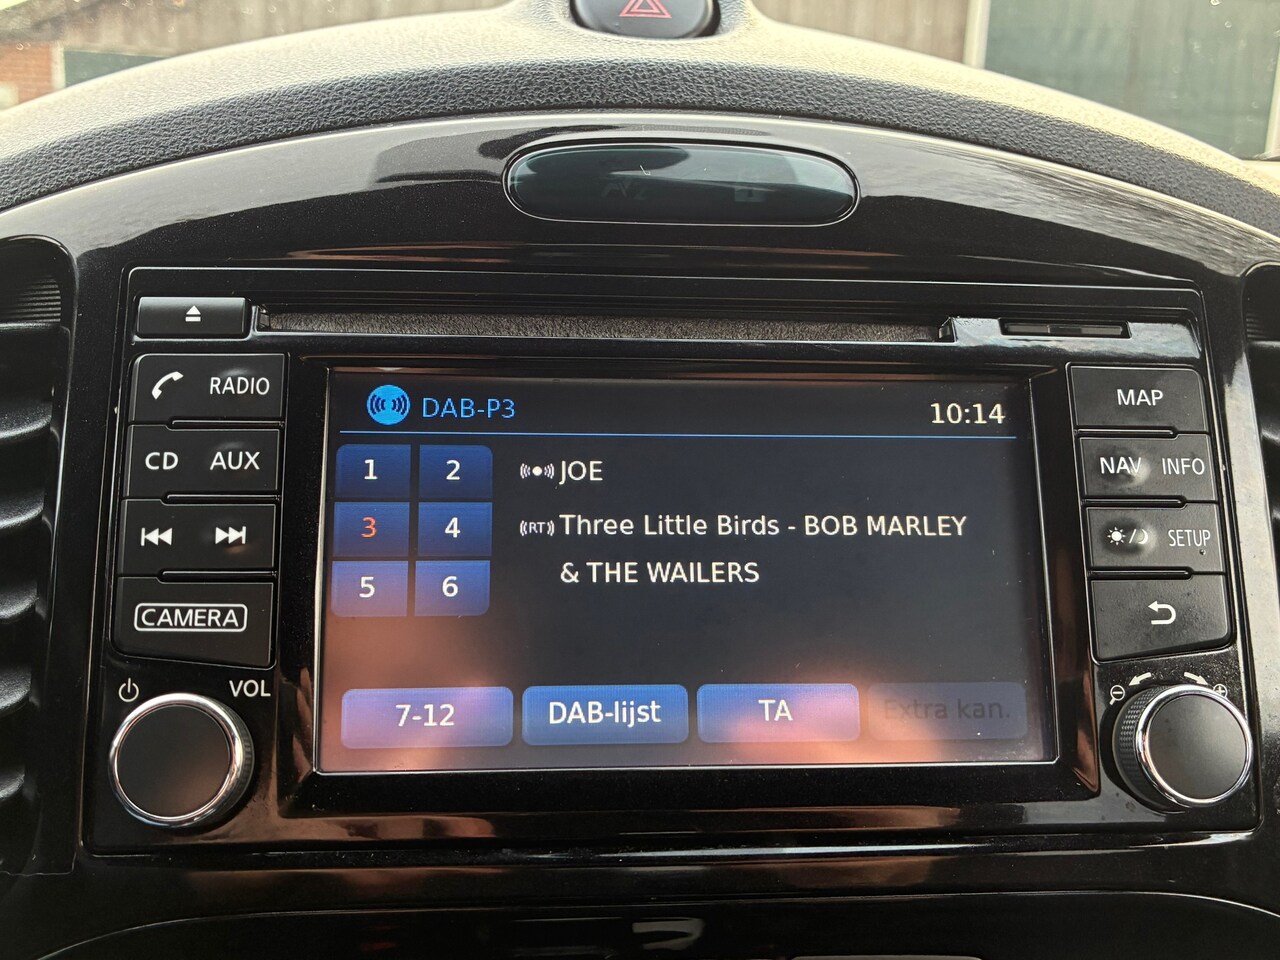 RADIO
CD AUX
CAMERA
VOL
DAB-P3
10:14
1 2
3 4
5 6
JOE
(RT) Three Little Birds - BOB MARLEY
& THE WAILERS
7-12 DAB-lijst TA Extra kan.
MAP
NAV INFO
SETUP